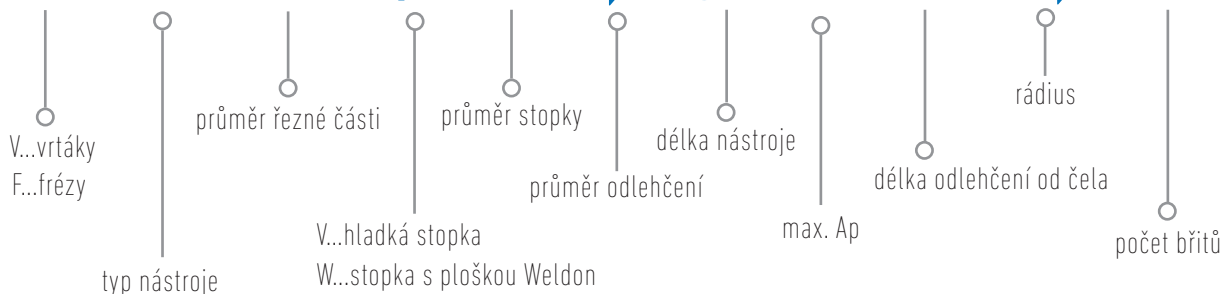 V...vrtáky
F...frézy
typ nástroje
průměr řezné části
V...hladká stopka
W...stopka s ploškou Weldon
průměr stopky
průměr odlehčení
délka nástroje
max. Ap
délka odlehčení od čela
rádius
počet břitů